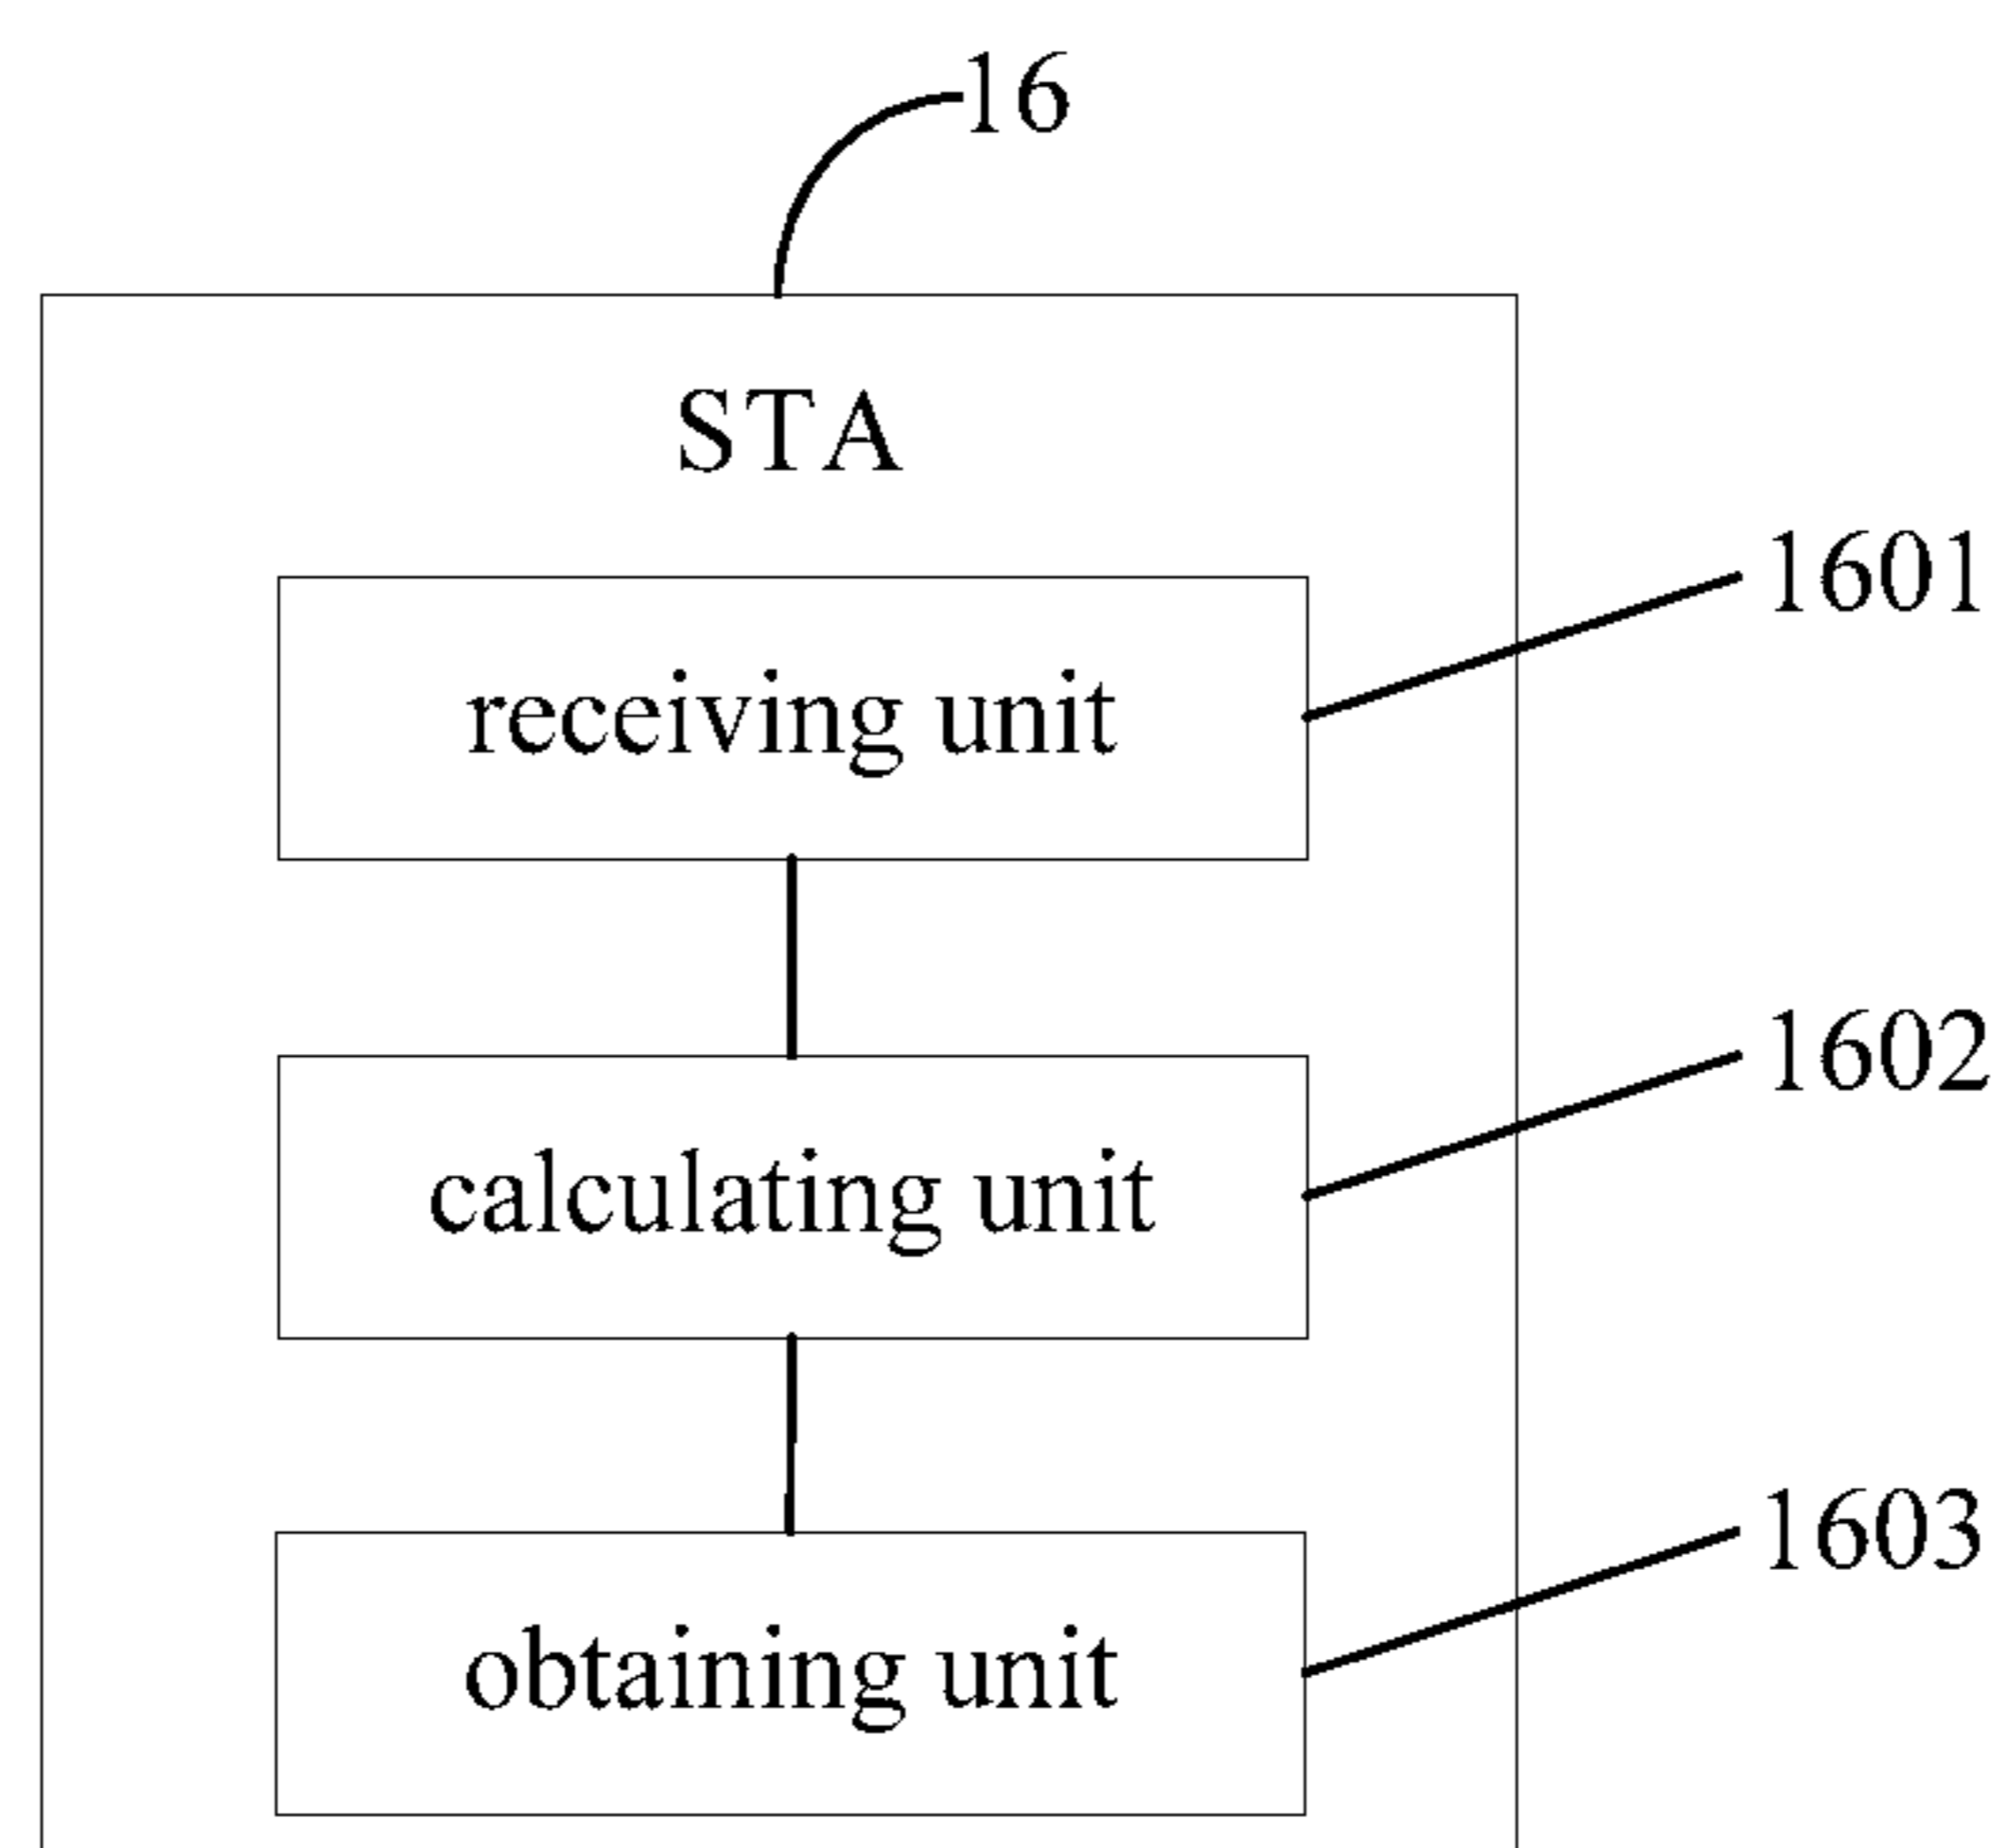 16
STA
1601
receiving unit
1602
calculating unit
1603
obtaining unit